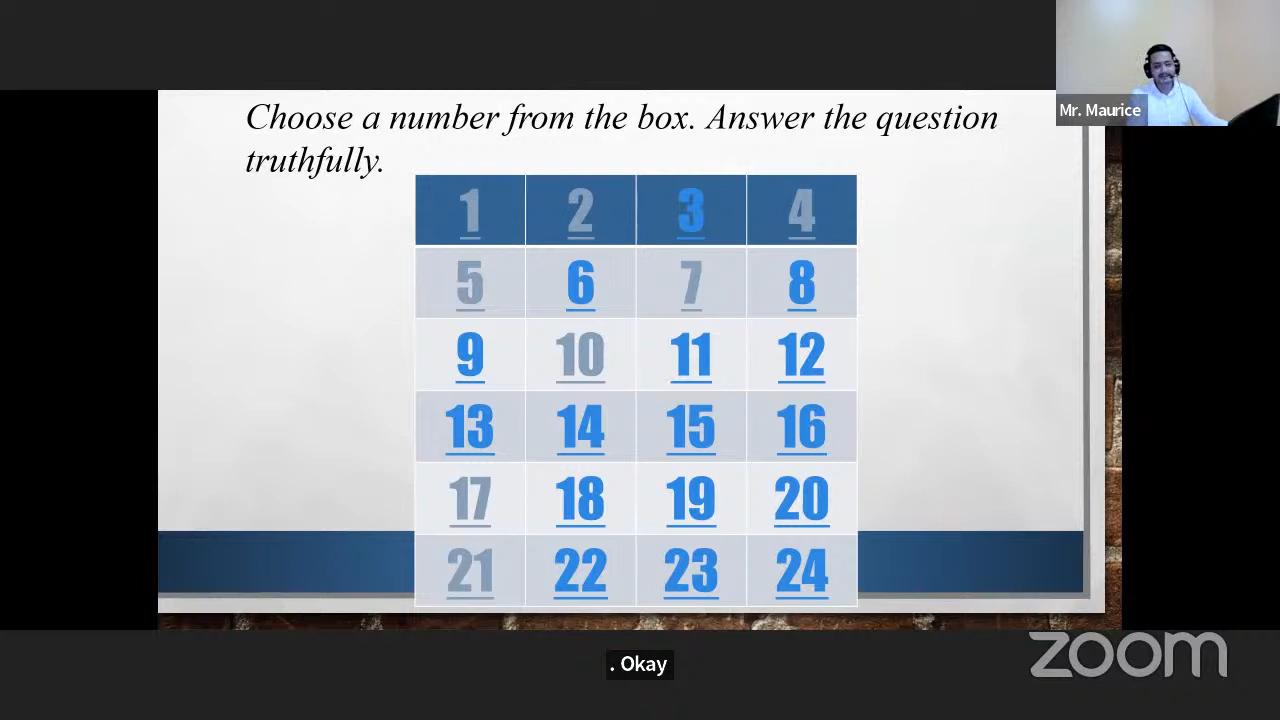 Mr. Maurice
Choose a number from the box. Answer the question
truthfully.
1 2 3 4
5 6 7 8
9 10 11 12
13 14 15 16
17 18 19 20
21 22 23 24
. Okay
zoom